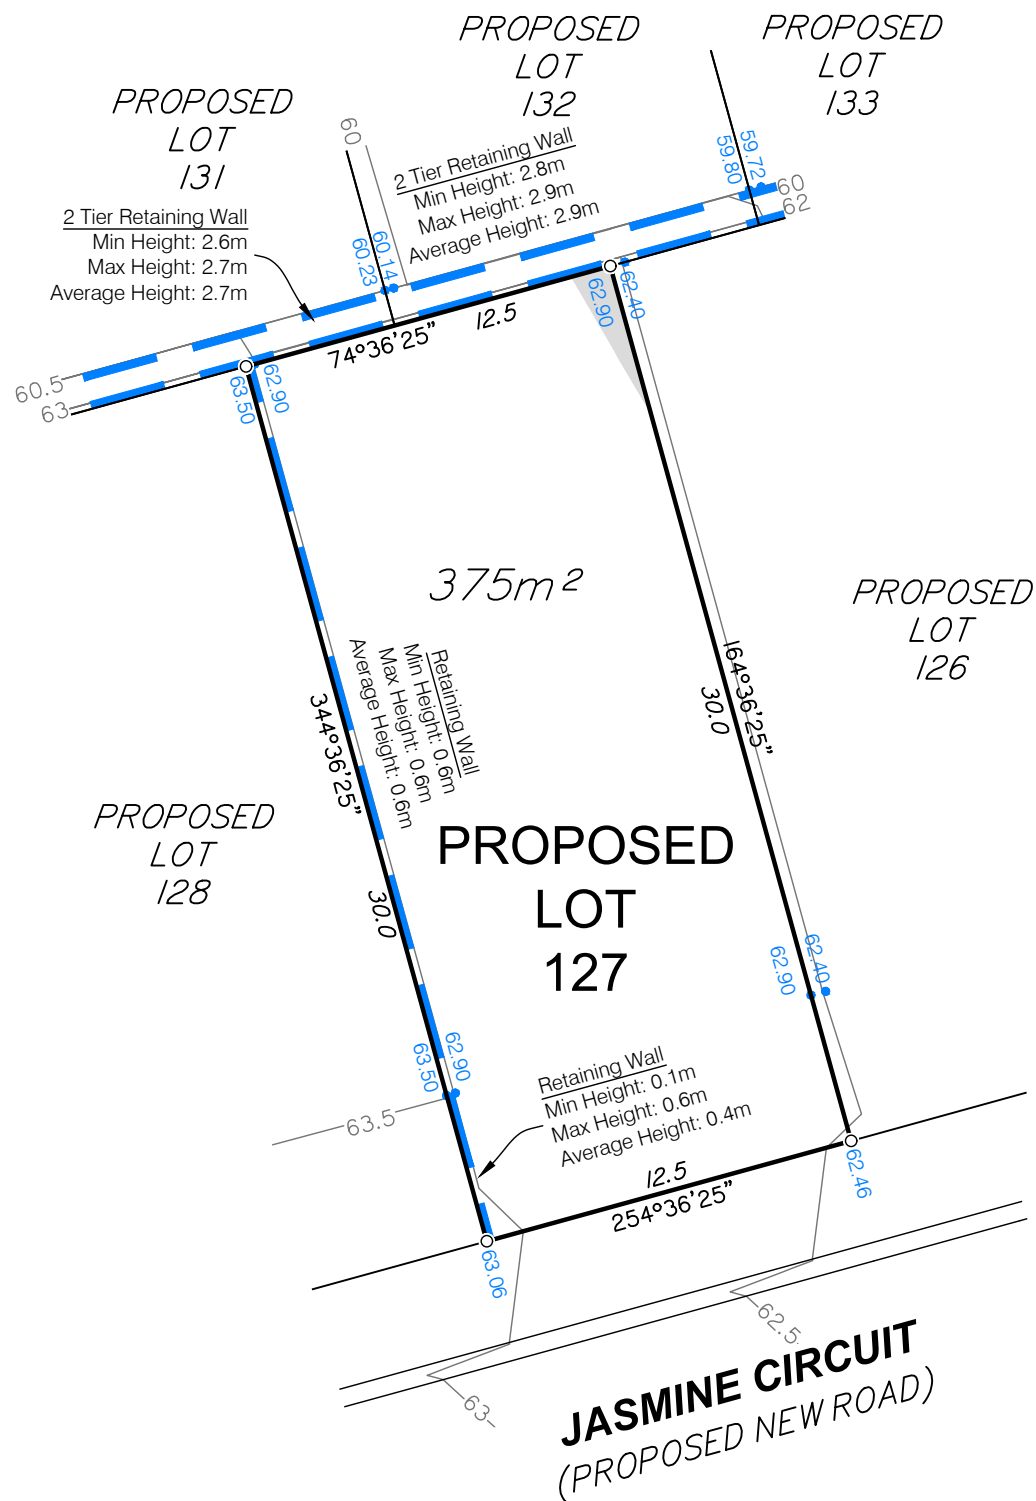 PROPOSED
LOT
132
PROPOSED
LOT
133
PROPOSED
LOT
131
60
2 Tier Retaining Wall
Min Height: 2.8m
Max Height: 2.9m
Average Height: 2.9m
59.80
59.72
60
62
2 Tier Retaining Wall
Min Height: 2.6m
Max Height: 2.7m
Average Height: 2.7m
60.23
60.14
62.90
62.40
12.5
74°36'25"
60.5
63
63.50
62.90
375m²
PROPOSED
LOT
126
Retaining Wall
Min Height: 0.6m
Max Height: 0.6m
Average Height: 0.6m
344°36'25"
30.0
164°36'25"
30.0
PROPOSED
LOT
128
PROPOSED
LOT
127
62.90
62.40
63.50
62.90
63.5
Retaining Wall
Min Height: 0.1m
Max Height: 0.6m
Average Height: 0.4m
12.5
254°36'25"
62.46
63.06
62.5
63
JASMINE CIRCUIT
(PROPOSED NEW ROAD)